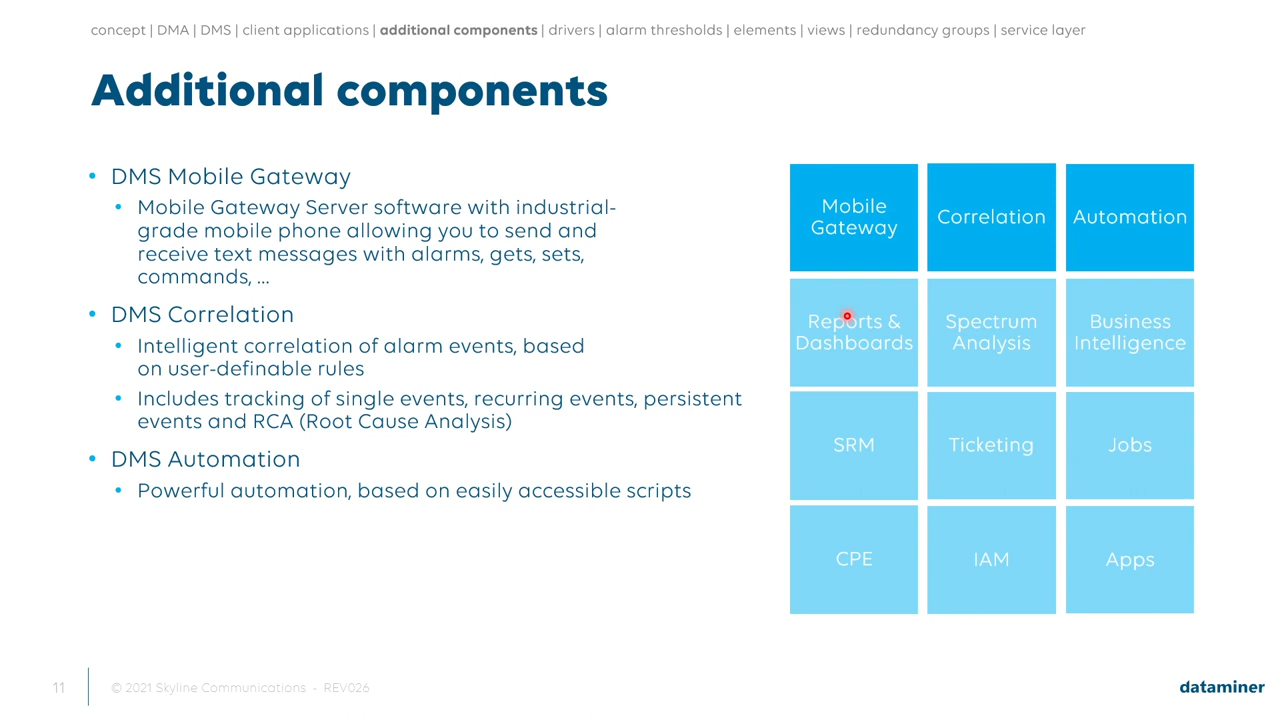 concept | DMA | DMS | client applications | additional components | drivers | alarm thresholds | elements | views | redundancy groups | service layer
Additional components
• DMS Mobile Gateway
• Mobile Gateway Server software with industrial-
grade mobile phone allowing you to send and
receive text messages with alarms, gets, sets,
commands, ...
• DMS Correlation
• Intelligent correlation of alarm events, based
on user-definable rules
• Includes tracking of single events, recurring events, persistent
events and RCA (Root Cause Analysis)
• DMS Automation
• Powerful automation, based on easily accessible scripts
Mobile
Gateway
Correlation
Automation
Reports &
Dashboards
Spectrum
Analysis
Business
Intelligence
SRM
Ticketing
Jobs
CPE
IAM
Apps
11
© 2021 Skyline Communications - REV026
dataminer